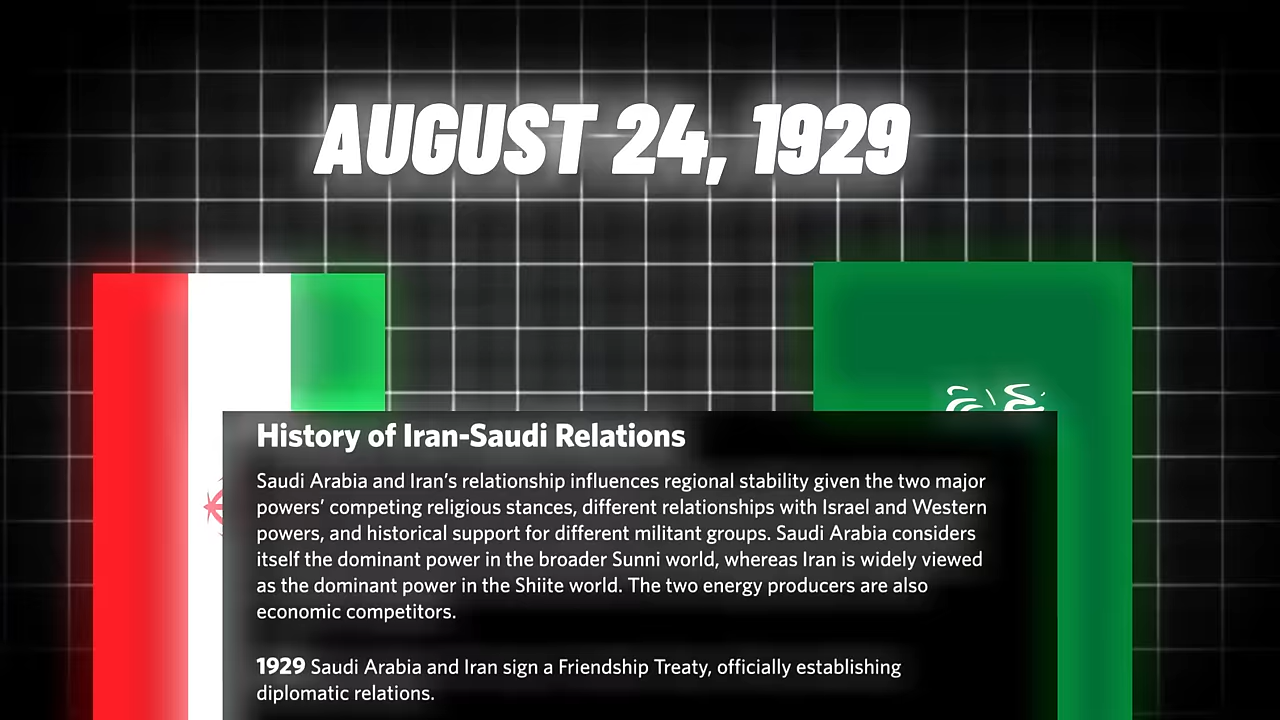 AUGUST 24, 1929
History of Iran-Saudi Relations
Saudi Arabia and Iran’s relationship influences regional stability given the two major
powers’ competing religious stances, different relationships with Israel and Western
powers, and historical support for different militant groups. Saudi Arabia considers
itself the dominant power in the broader Sunni world, whereas Iran is widely viewed
as the dominant power in the Shiite world. The two energy producers are also
economic competitors.
1929 Saudi Arabia and Iran sign a Friendship Treaty, officially establishing
diplomatic relations.